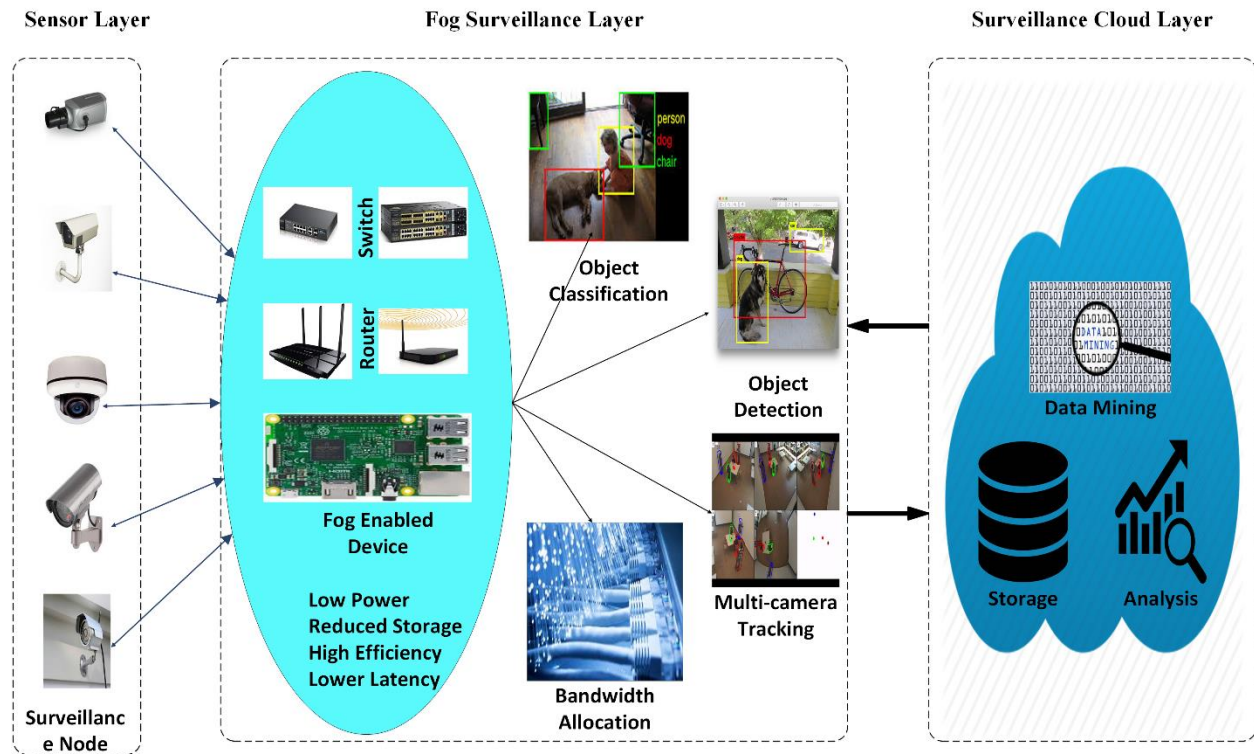 Sensor Layer
Fog Surveillance Layer
Surveillance Cloud Layer
Surveillanc
e Node
Switch
Router
Fog Enabled
Device
Low Power
Reduced Storage
High Efficiency
Lower Latency
person
dog
chair
Object
Classification
Object
Detection
Multi-camera
Tracking
Bandwidth
Allocation
DATA
MINING
Data Mining
Storage
Analysis